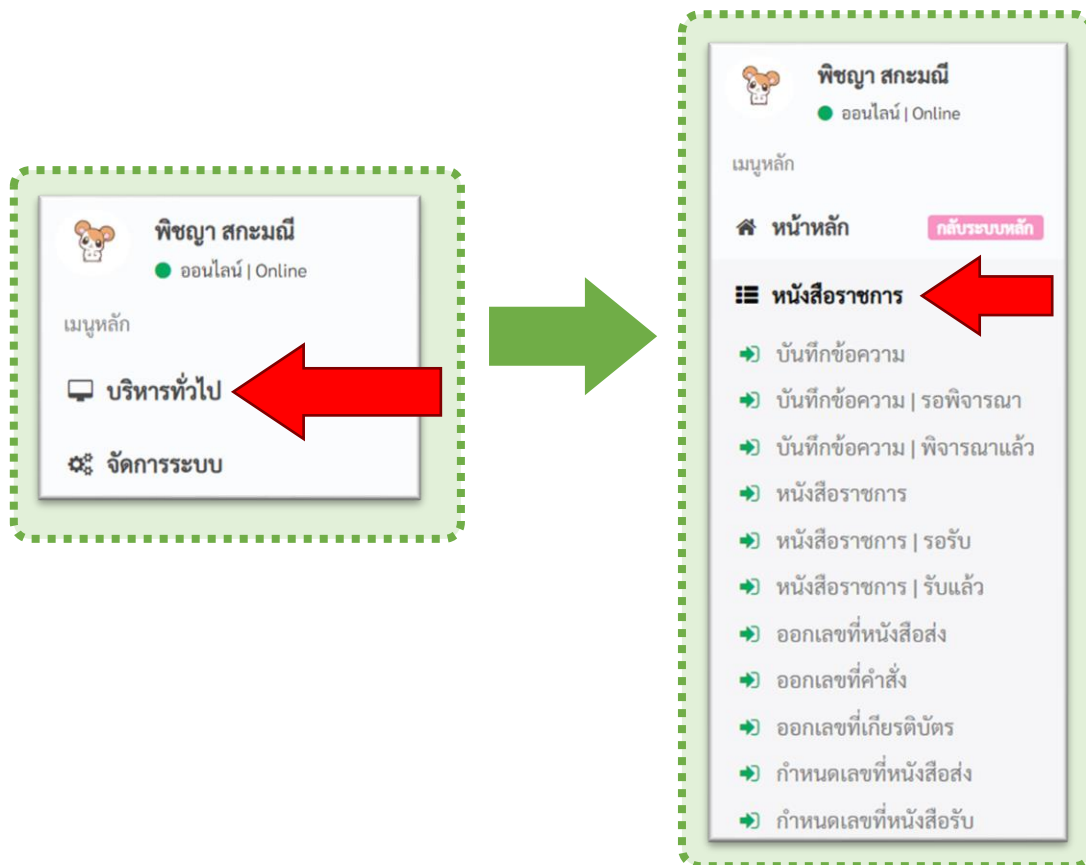 พิชญา สกะมณี
ออนไลน์ | Online
เมนูหลัก
บริหารทั่วไป
จัดการระบบ
พิชญา สกะมณี
ออนไลน์ | Online
เมนูหลัก
หน้าหลัก กลับระบบหลัก
หนังสือราชการ
บันทึกข้อความ
บันทึกข้อความ | รอพิจารณา
บันทึกข้อความ | พิจารณาแล้ว
หนังสือราชการ
หนังสือราชการ | รอรับ
หนังสือราชการ | รับแล้ว
ออกเลขที่หนังสือส่ง
ออกเลขที่คำสั่ง
ออกเลขที่เกียรติบัตร
กำหนดเลขที่หนังสือส่ง
กำหนดเลขที่หนังสือรับ